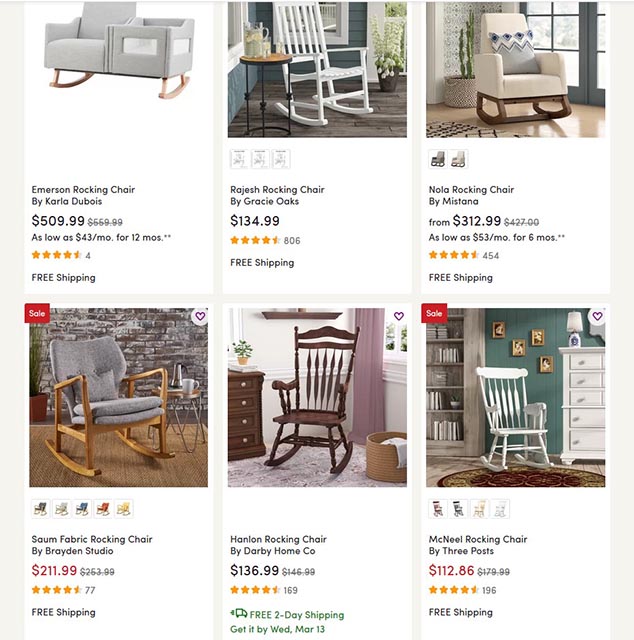 Emerson Rocking Chair
By Karla Dubois
$509.99 $559.99
As low as $43/mo. for 12 mos.**
4
FREE Shipping
Rajesh Rocking Chair
By Gracie Oaks
$134.99
806
FREE Shipping
Nola Rocking Chair
By Mistana
from $312.99 $427.00
As low as $53/mo. for 6 mos.**
454
FREE Shipping
Sale
Saum Fabric Rocking Chair
By Brayden Studio
$211.99 $253.99
77
FREE Shipping
Hanlon Rocking Chair
By Darby Home Co
$136.99 $146.99
169
FREE 2-Day Shipping
Get it by Wed, Mar 13
Sale
McNeel Rocking Chair
By Three Posts
$112.86 $179.99
196
FREE Shipping